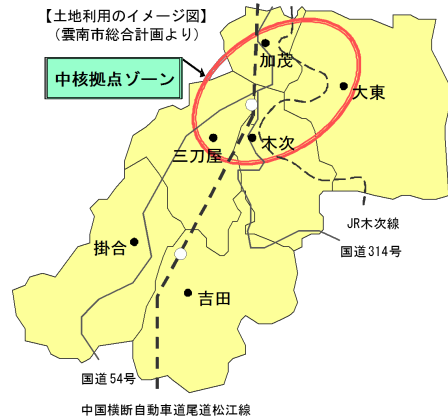 【土地利用のイメージ図】
（雲南市総合計画より）
中核拠点ゾーン
加茂
大東
木次
三刀屋
JR木次線
掛合
国道314号
吉田
国道54号
中国横断自動車道尾道松江線